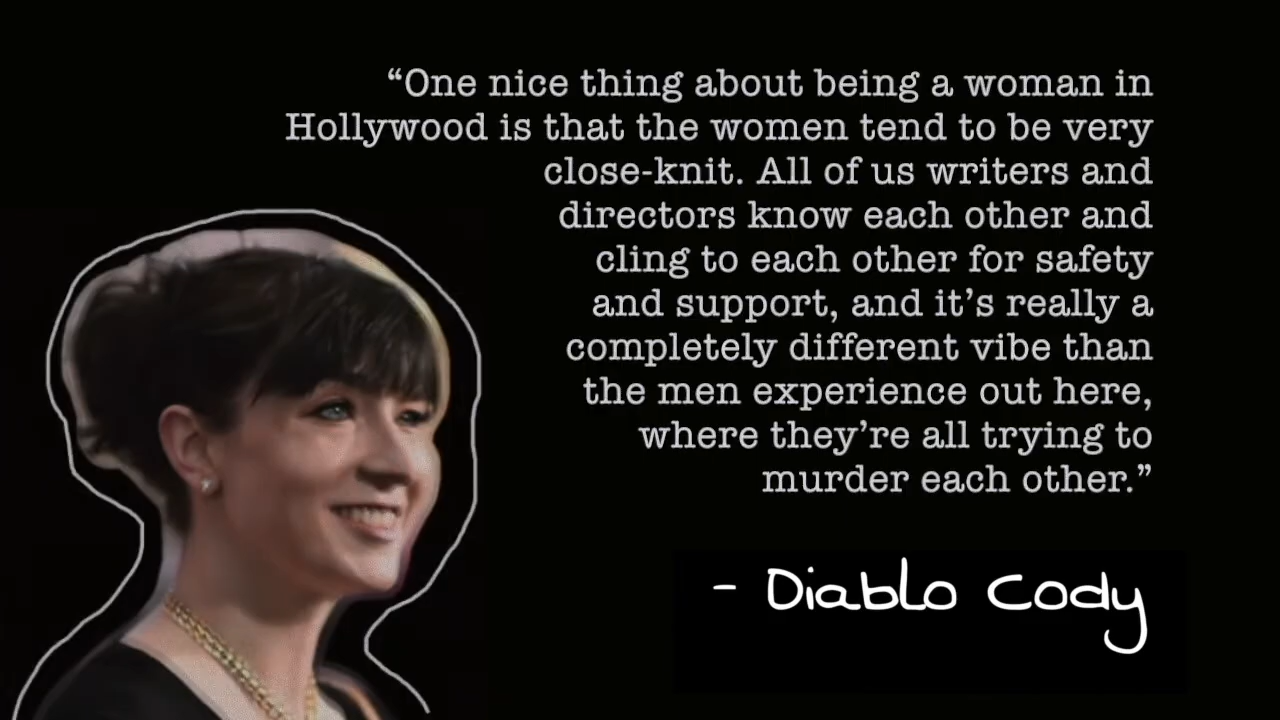 “One nice thing about being a woman in
Hollywood is that the women tend to be very
close-knit. All of us writers and
directors know each other and
cling to each other for safety
and support, and it’s really a
completely different vibe than
the men experience out here,
where they’re all trying to
murder each other.”
- Diablo Cody